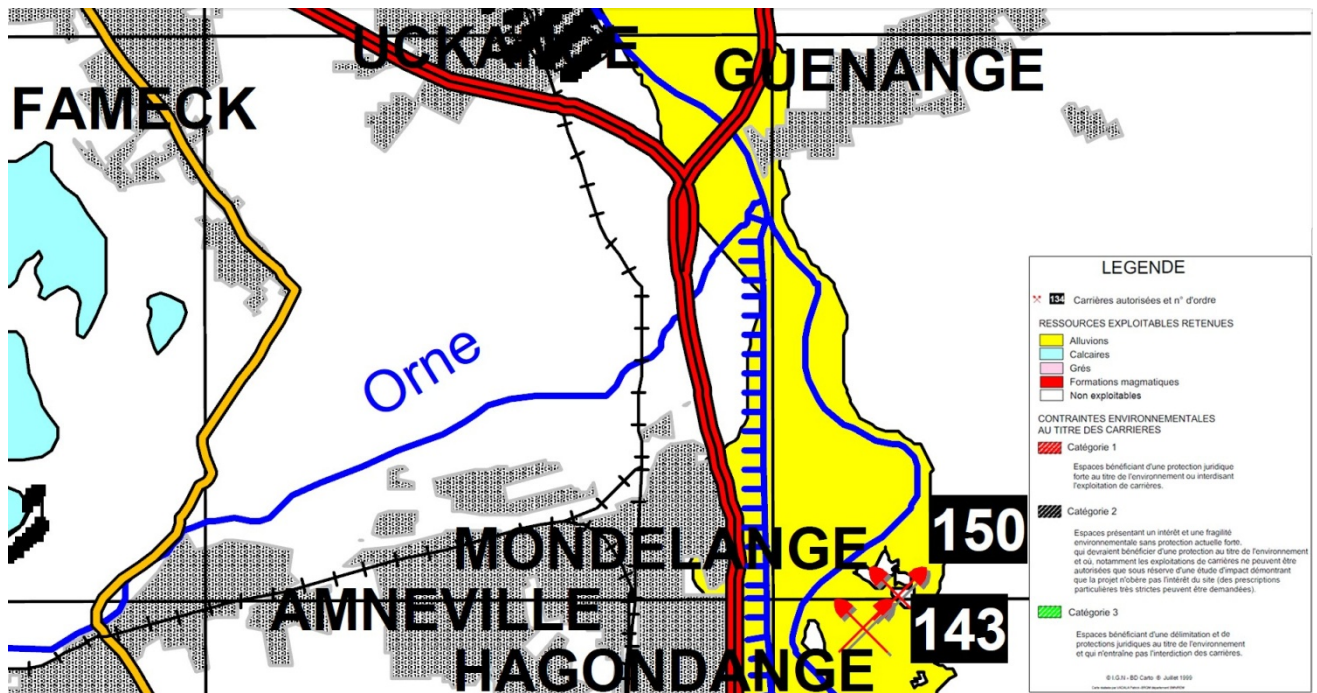 UCKANGE
GUENANGE
FAMECK
Orne
MONDELANGE
AMNEVILLE
HAGONDANGE
150
143
LEGENDE
134 Carrières autorisées et n° d'ordre
RESSOURCES EXPLOITABLES RETENUES
Alluvions
Calcaires
Grés
Formations magmatiques
Non exploitables
CONTRAINTES ENVIRONNEMENTALES
AU TITRE DES CARRIERES
Catégorie 1
Espaces bénéficiant d'une protection juridique
forte au titre de l'environnement ou interdisant
l'exploitation de carrières.
Catégorie 2
Espaces présentant un intérêt et une fragilité
environnementale sans protection actuelle forte,
qui devraient bénéficier d'une protection au titre de l'environnement
et où, notamment les exploitations de carrières ne peuvent être
autorisées que sous réserve d'une étude d'impact démontrant
que le projet n'obère pas l'intérêt du site (des prescriptions
particulières très strictes peuvent être demandées).
Catégorie 3
Espaces bénéficiant d'une délimitation et de
protections juridiques au titre de l'environnement
et qui n'entraîne pas l'interdiction des carrières.
© I.G.N - BD Carto ® Juillet 1999